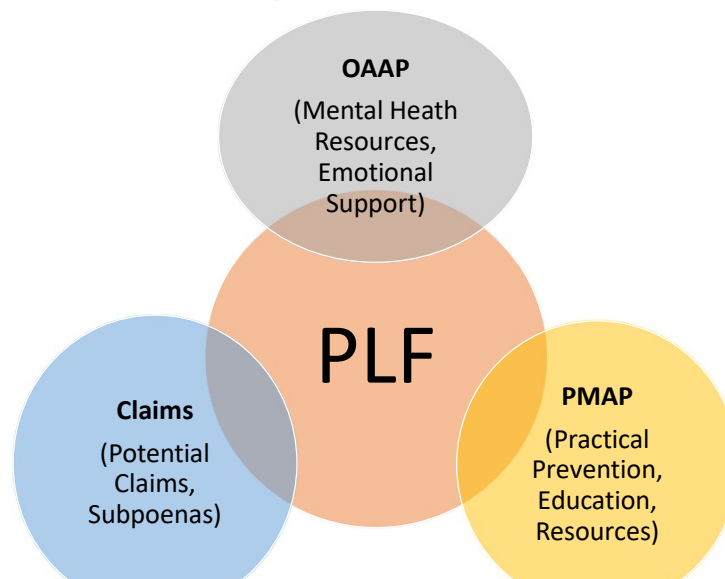 OAAP
(Mental Heath
Resources,
Emotional
Support)
PLF
Claims
(Potential
Claims,
Subpoenas)
PMAP
(Practical
Prevention,
Education,
Resources)